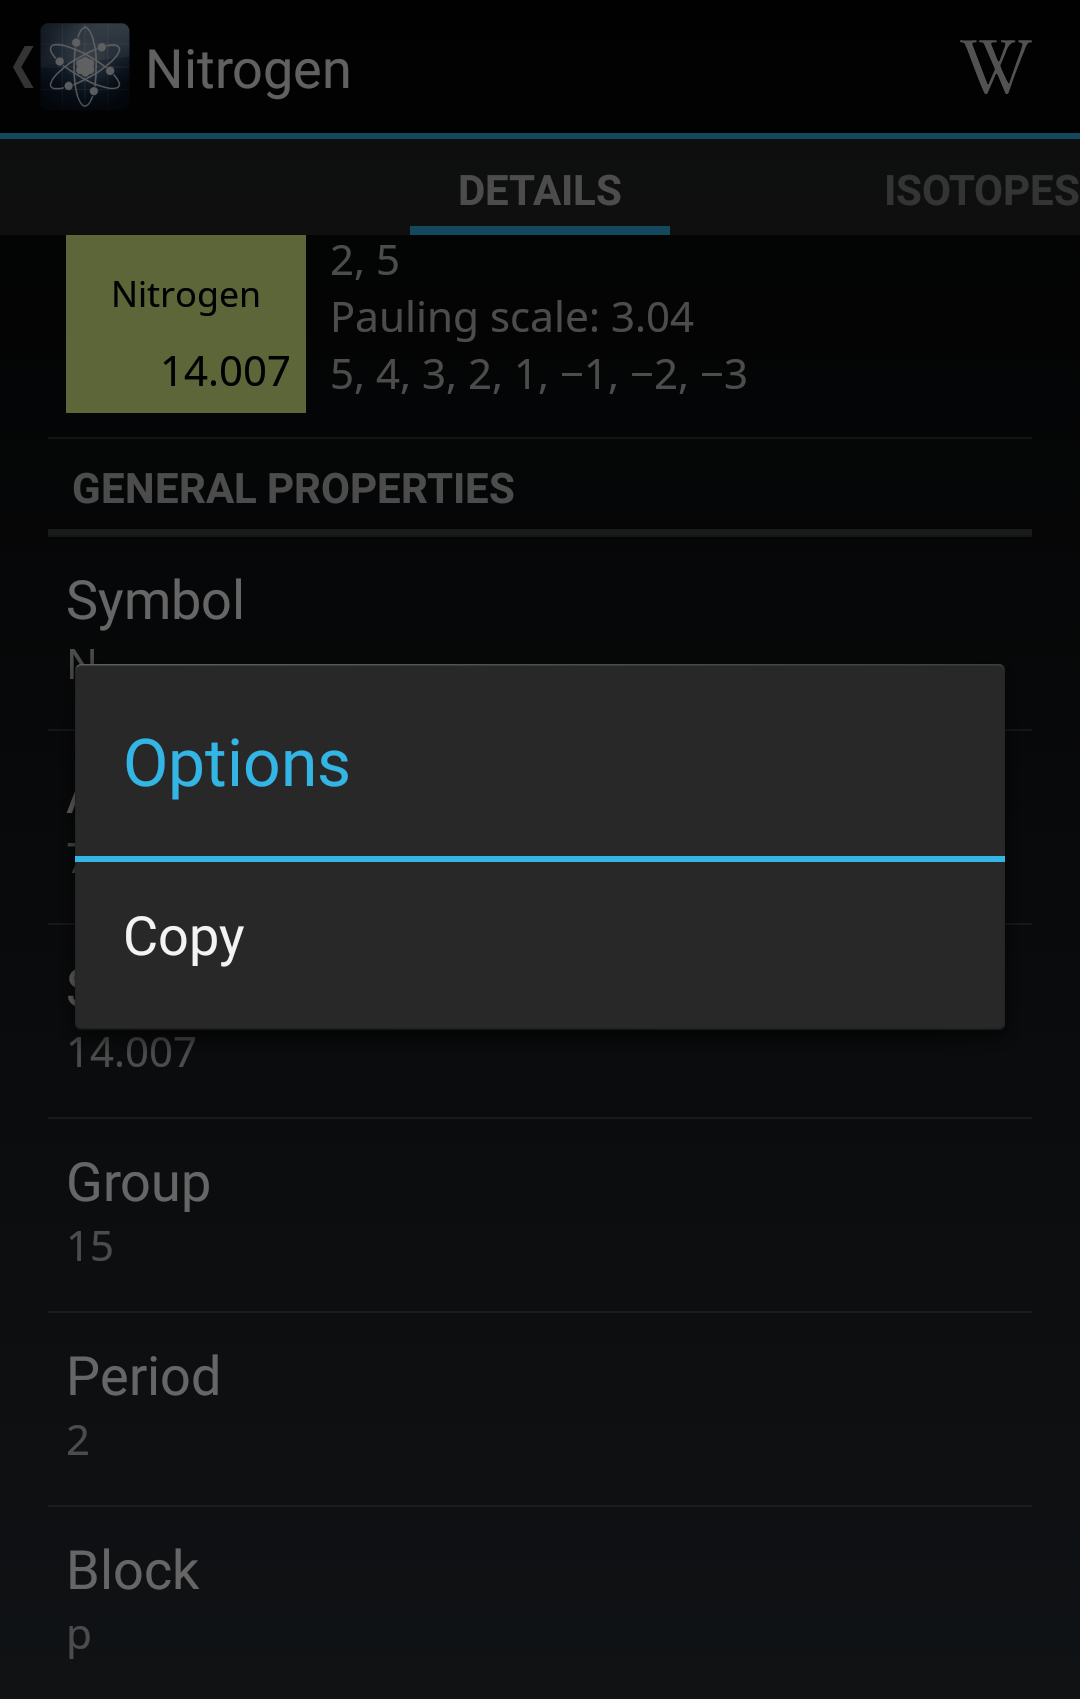 Nitrogen
W
DETAILS
ISOTOPES
Nitrogen
14.007
2, 5
Pauling scale: 3.04
5, 4, 3, 2, 1, −1, −2, −3
GENERAL PROPERTIES
Symbol
N
Options
Copy
14.007
Group
15
Period
2
Block
p